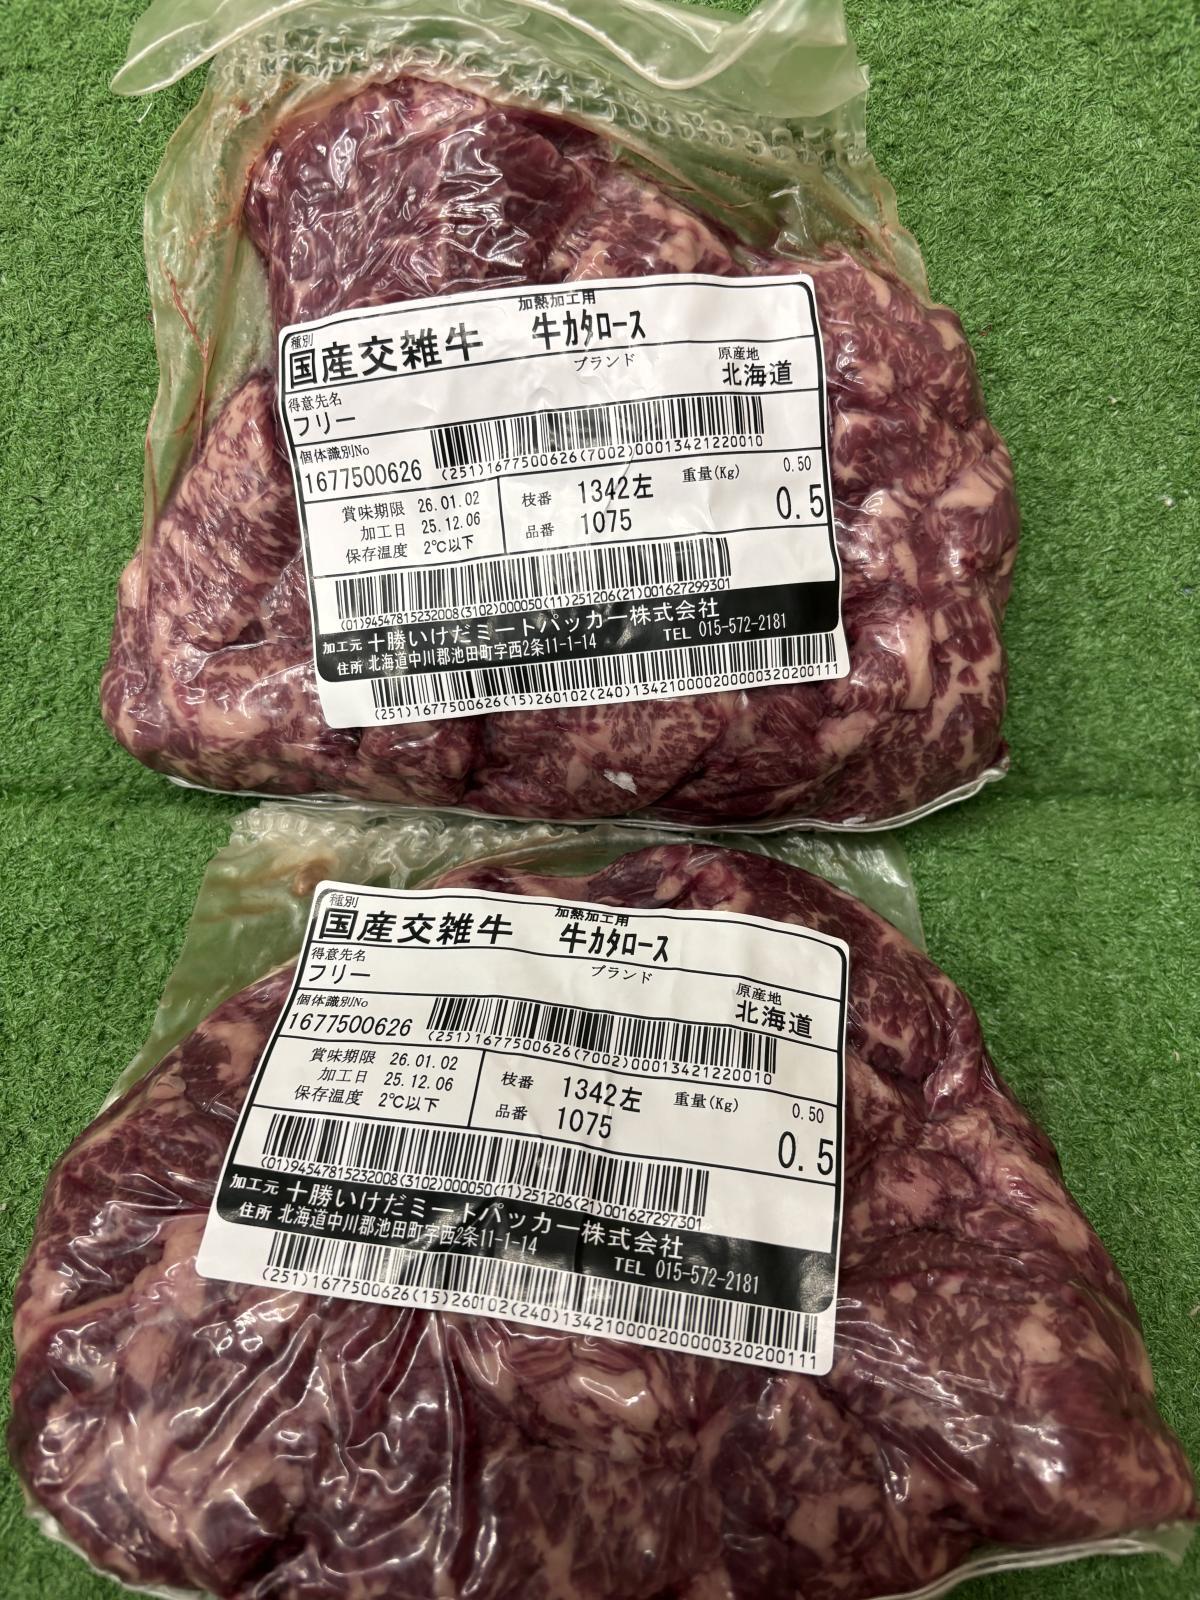 加熱加工用
種別
国産交雑牛 牛カタロース
ブランド
原産地
北海道
得意先名
フリー
個体識別No
1677500626
(251)1677500626(7002)00013421220010
賞味期限 26.01.02
加工日 25.12.06
保存温度 2℃以下
枝番 1342左
品番 1075
重量(Kg)
0.50
0.5
(01)94547815232008(3102)000050(11)251206(21)001627299301
加工元 十勝いけだミートパッカー株式会社
住所 北海道中川郡池田町字西2条11-1-14
TEL 015-572-2181
(251)1677500626(15)260102(240)1342100002000003202001​11
加熱加工用
種別
国産交雑牛 牛カタロース
ブランド
原産地
北海道
得意先名
フリー
個体識別No
1677500626
(251)1677500626(7002)00013421220010
賞味期限 26.01.02
加工日 25.12.06
保存温度 2℃以下
枝番 1342左
品番 1075
重量(Kg)
0.50
0.5
(01)94547815232008(3102)000050(11)251206(21)001627297301
加工元 十勝いけだミートパッカー株式会社
住所 北海道中川郡池田町字西2条11-1-14
TEL 015-572-2181
(251)1677500626(15)260102(240)134210000200000320200111